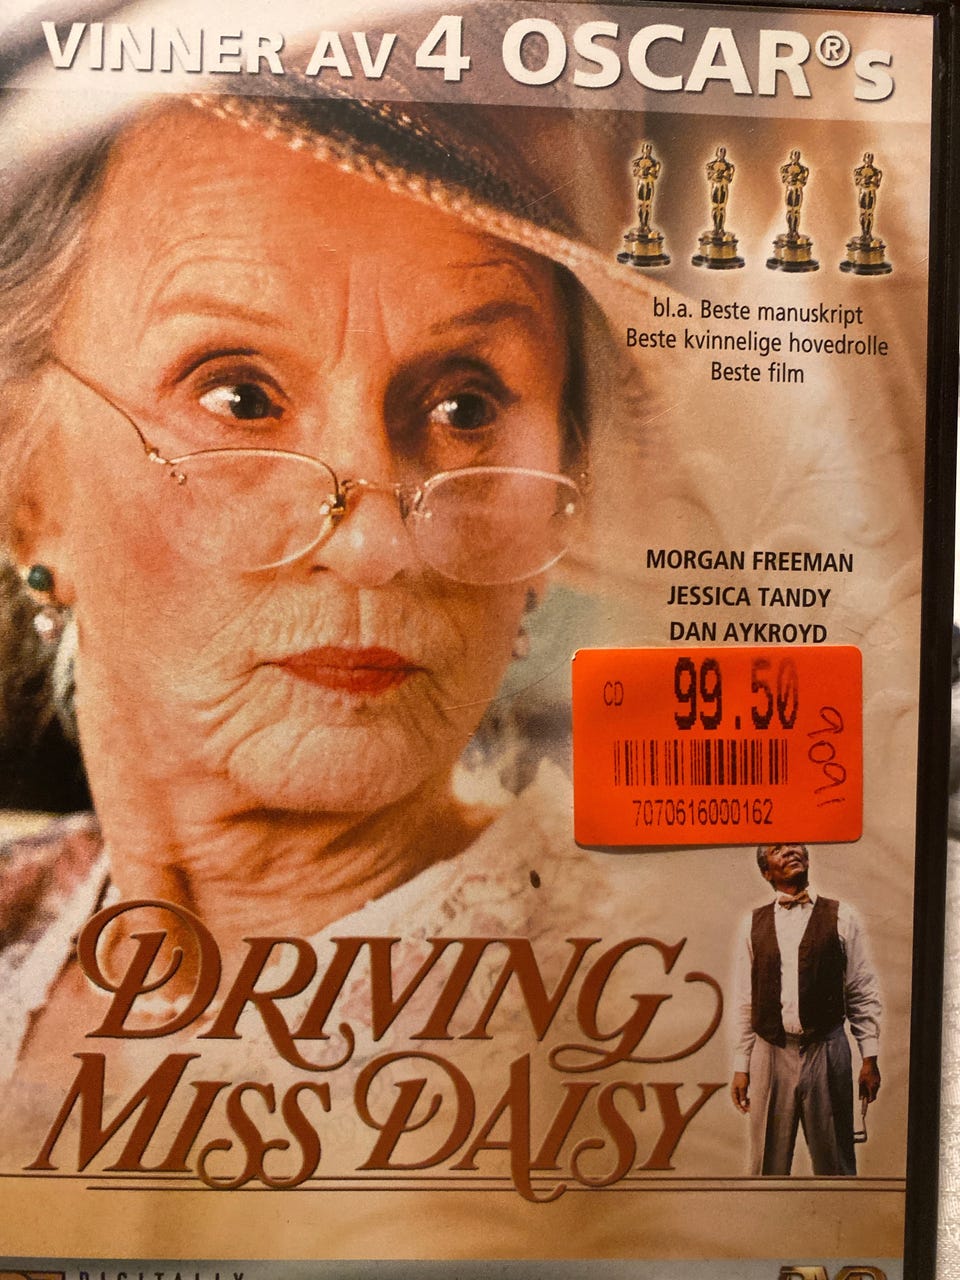 VINNER AV 4 OSCAR®s
bl.a. Beste manuskript
Beste kvinnelige hovedrolle
Beste film
MORGAN FREEMAN
JESSICA TANDY
DAN AYKROYD
CD 99.50
7070616000162
DRIVING
MISS DAISY
DIGITALLY